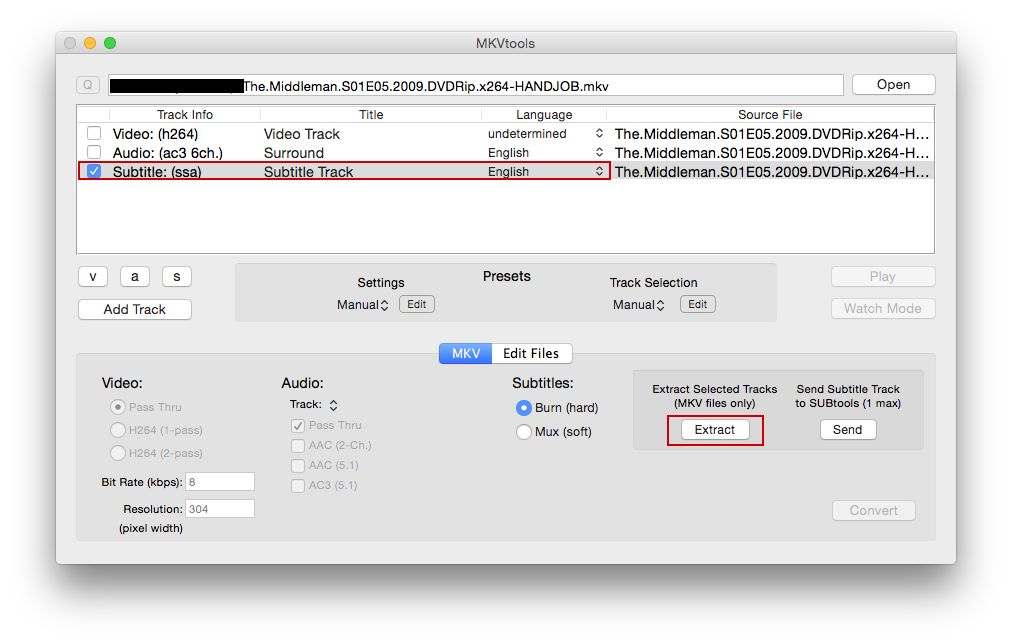 MKVtools
Q The.Middleman.S01E05.2009.DVDRip.x264-HANDJOB.mkv Open
Track Info Title Language Source File
Video: (h264) Video Track undetermined The.Middleman.S01E05.2009.DVDRip.x264-H...
Audio: (ac3 6ch.) Surround English The.Middleman.S01E05.2009.DVDRip.x264-H...
Subtitle: (ssa) Subtitle Track English The.Middleman.S01E05.2009.DVDRip.x264-H...
v a s
Add Track
Presets
Settings Track Selection
Manual Edit Manual Edit
Play
Watch Mode
MKV Edit Files
Video:
Pass Thru
H264 (1-pass)
H264 (2-pass)
Bit Rate (kbps): 8
Resolution: 304
(pixel width)
Audio:
Track:
Pass Thru
AAC (2-Ch.)
AAC (5.1)
AC3 (5.1)
Subtitles:
Burn (hard)
Mux (soft)
Extract Selected Tracks
(MKV files only)
Extract
Send Subtitle Track
to SUBtools (1 max)
Send
Convert